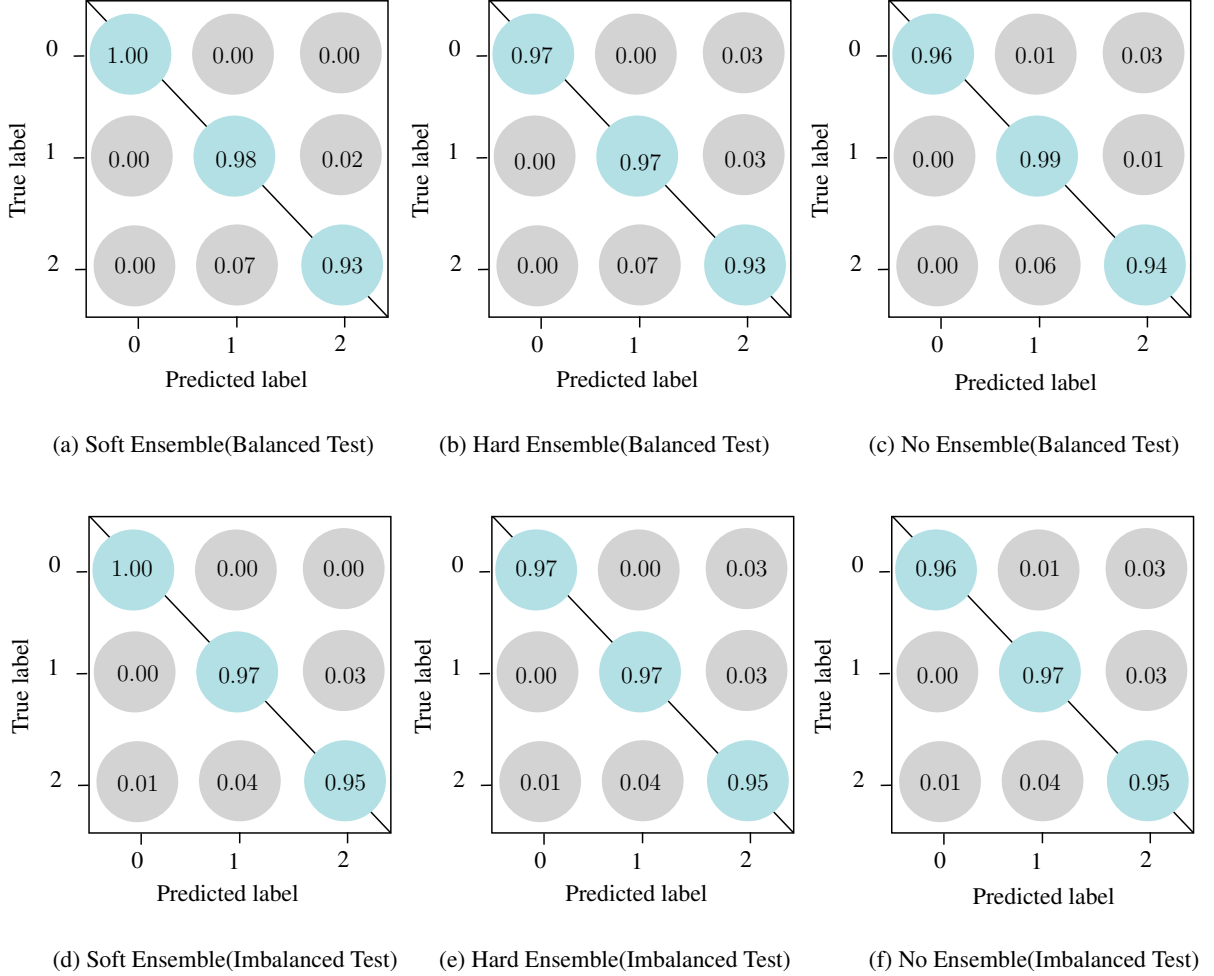 0 1.00 0.00 0.00
1 0.00 0.98 0.02
2 0.00 0.07 0.93
True label
0 1 2
Predicted label
(a) Soft Ensemble(Balanced Test)
0 0.97 0.00 0.03
1 0.00 0.97 0.03
2 0.00 0.07 0.93
True label
0 1 2
Predicted label
(b) Hard Ensemble(Balanced Test)
0 0.96 0.01 0.03
1 0.00 0.99 0.01
2 0.00 0.06 0.94
True label
0 1 2
Predicted label
(c) No Ensemble(Balanced Test)
0 1.00 0.00 0.00
1 0.00 0.97 0.03
2 0.01 0.04 0.95
True label
0 1 2
Predicted label
(d) Soft Ensemble(Imbalanced Test)
0 0.97 0.00 0.03
1 0.00 0.97 0.03
2 0.01 0.04 0.95
True label
0 1 2
Predicted label
(e) Hard Ensemble(Imbalanced Test)
0 0.96 0.01 0.03
1 0.00 0.97 0.03
2 0.01 0.04 0.95
True label
0 1 2
Predicted label
(f) No Ensemble(Imbalanced Test)